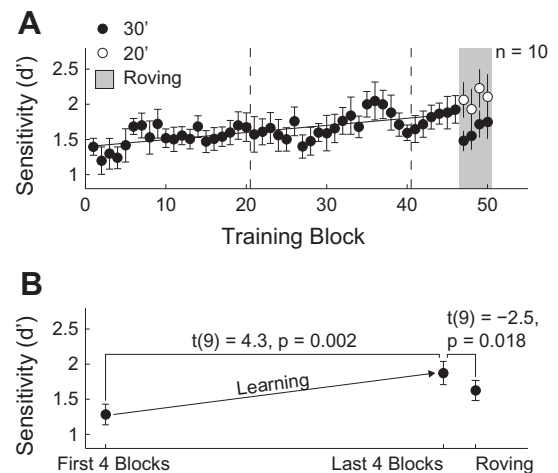 A
30'
20'
Roving
n = 10
Sensitivity (d')
2.5
2
1.5
1
0
10
20
30
40
50
Training Block
B
t(9) = 4.3, p = 0.002
t(9) = −2.5,
p = 0.018
Learning
Sensitivity (d')
2.5
2
1.5
1
First 4 Blocks
Last 4 Blocks
Roving